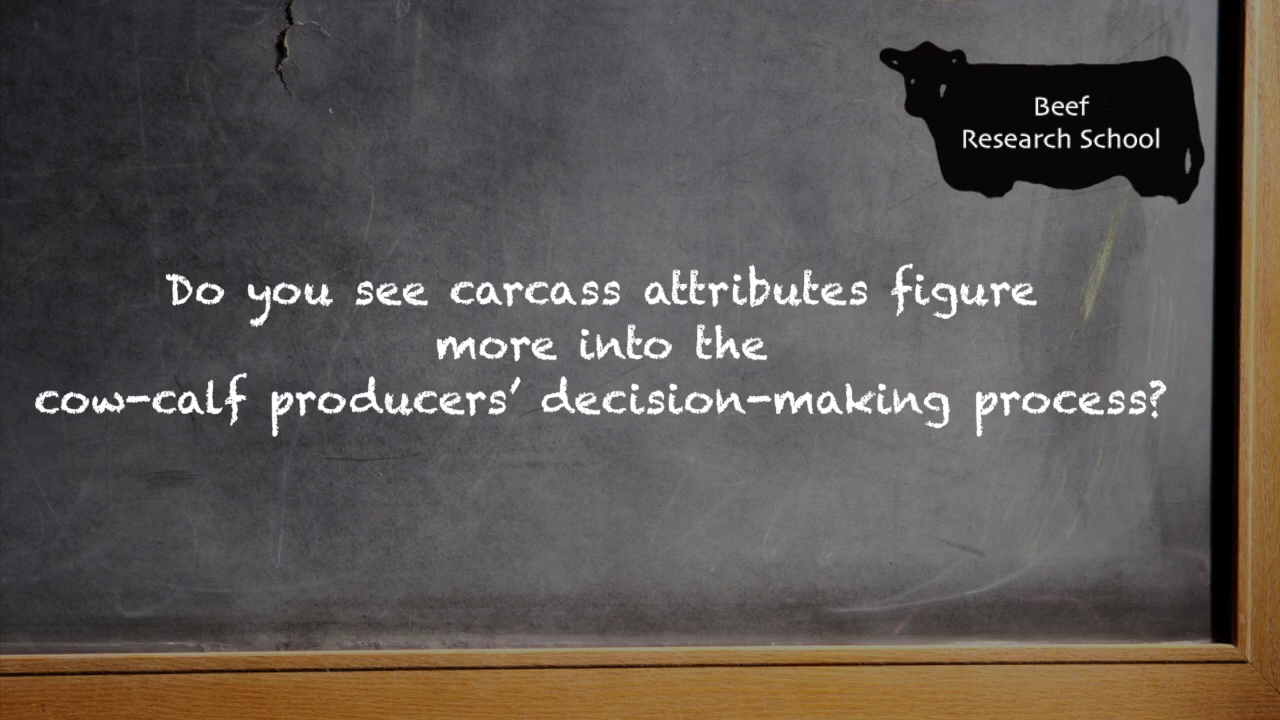 Beef
Research School
Do you see carcass attributes figure
more into the
cow-calf producers' decision-making process?